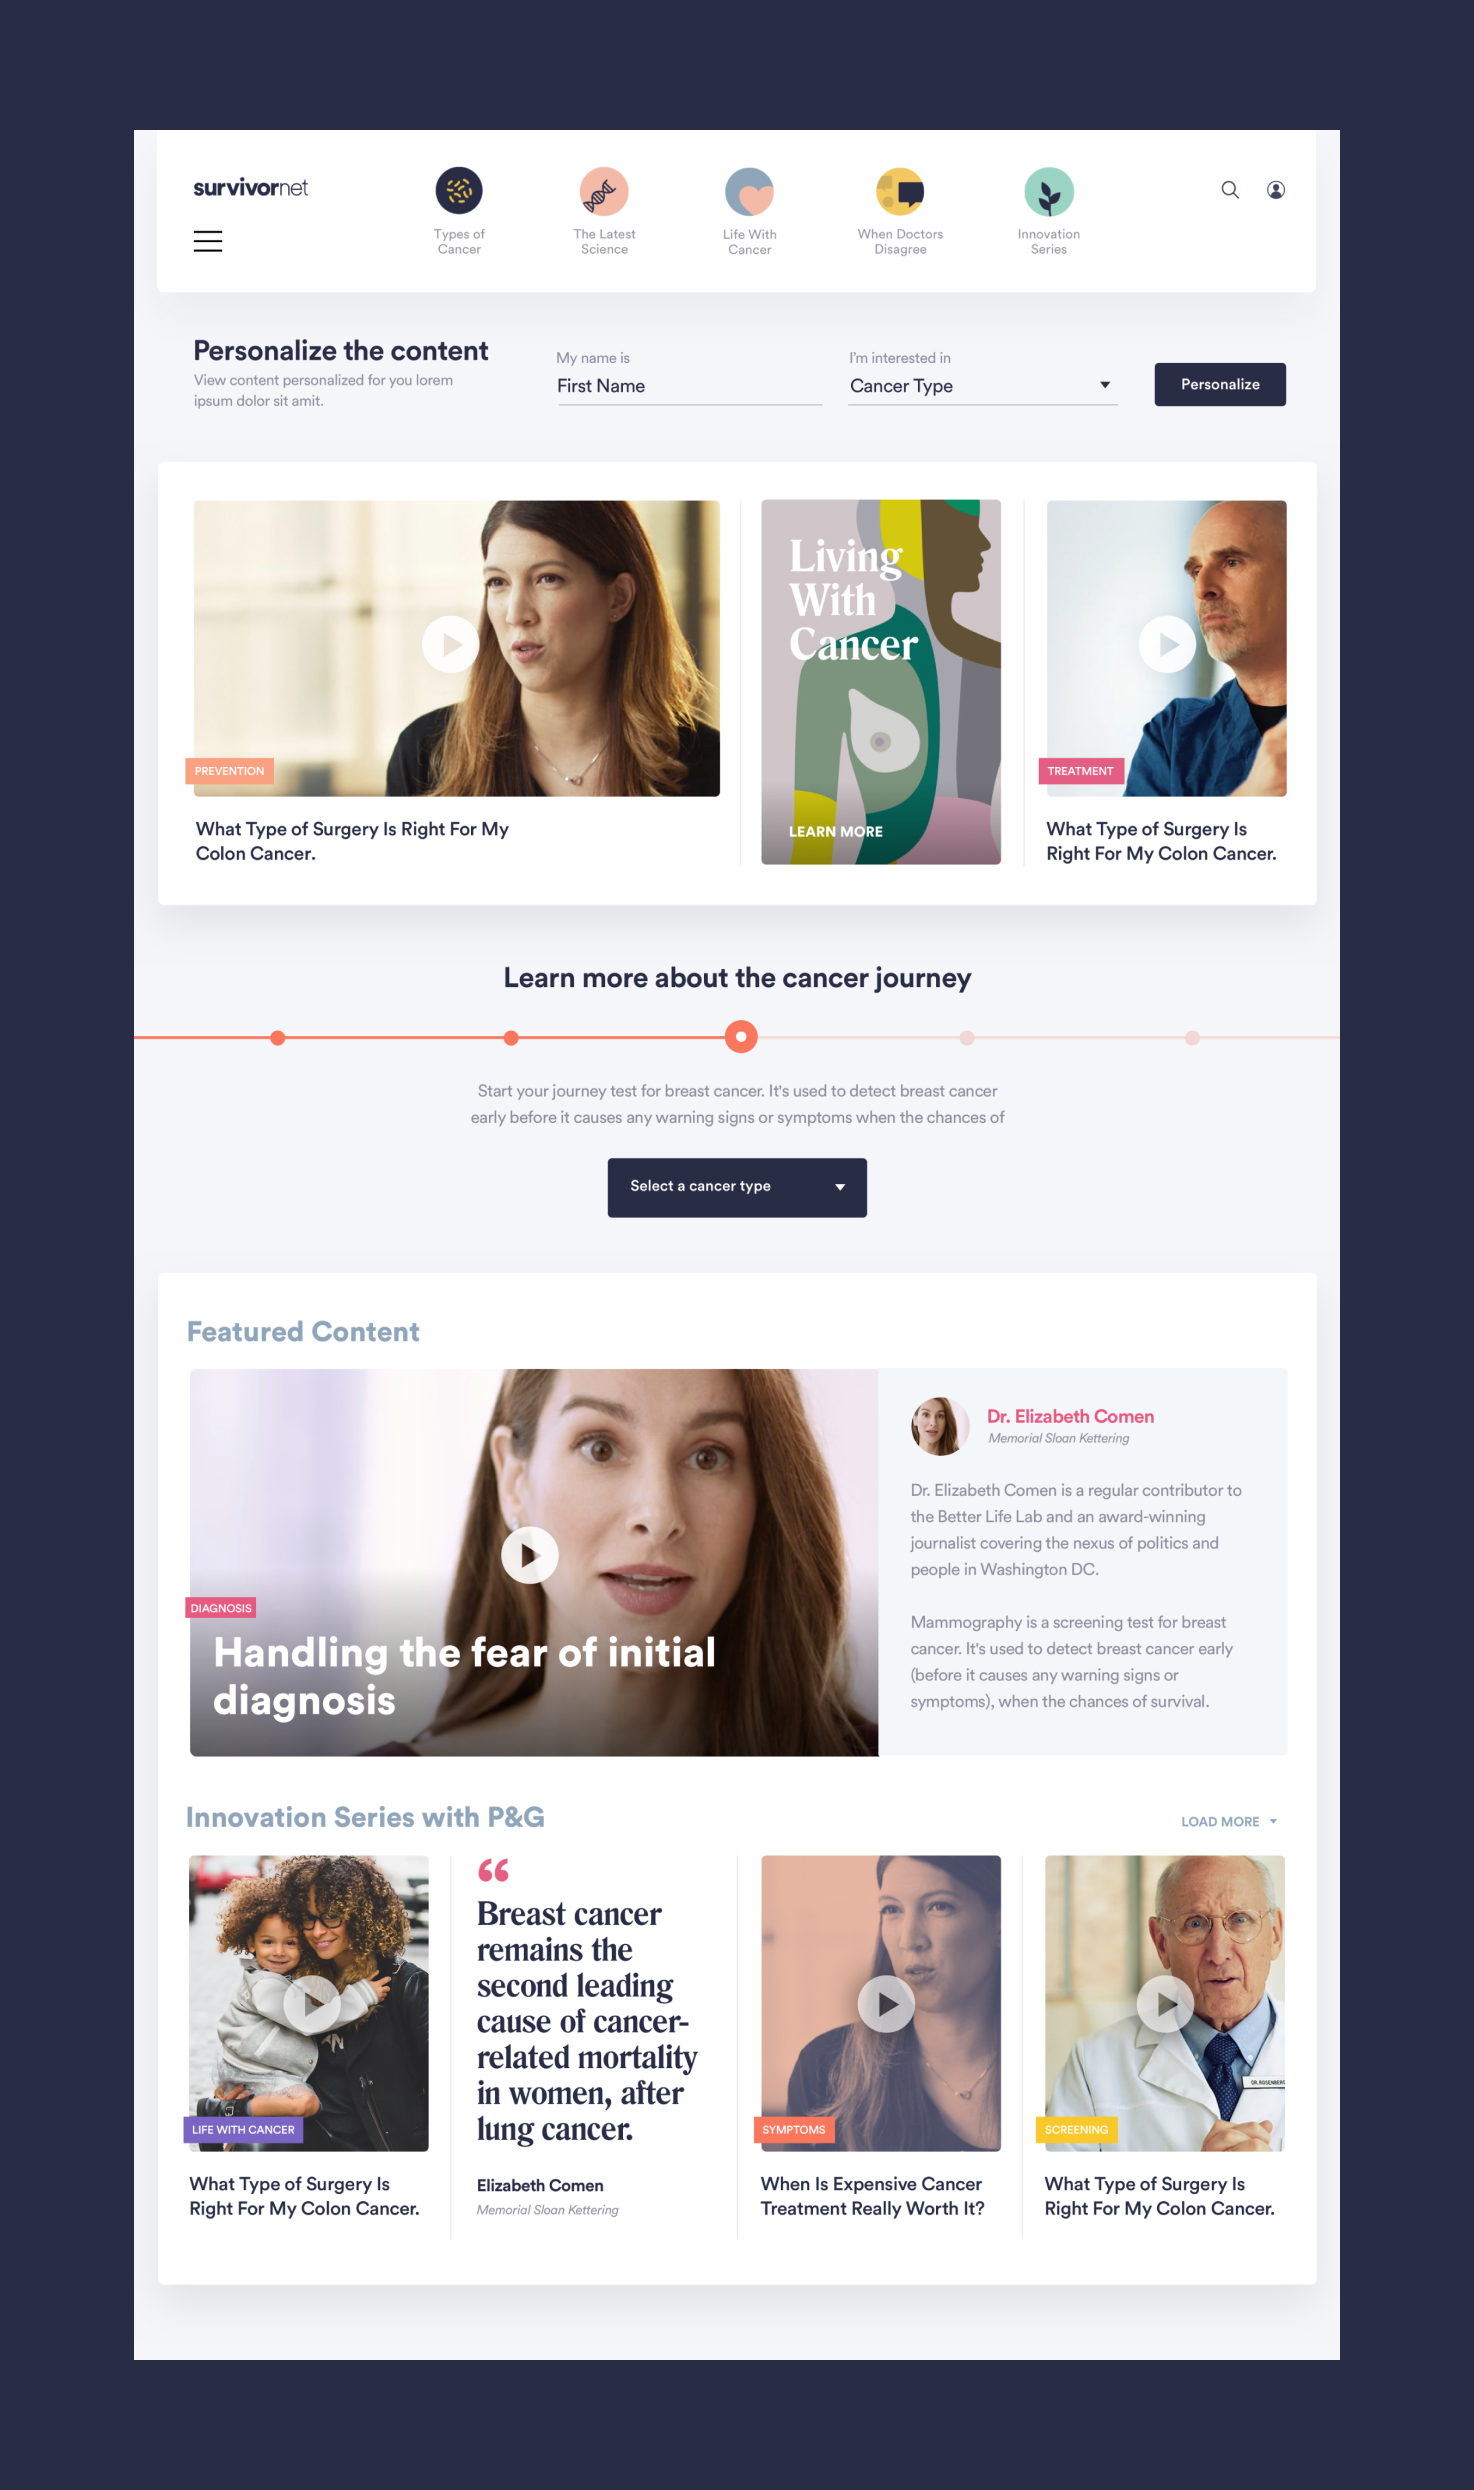 survivornet
Types of
Cancer
The Latest
Science
Life With
Cancer
When Doctors
Disagree
Innovation
Series
Personalize the content
View content personalized for you lorem
ipsum dolor sit amit.
My name is
First Name
I'm interested in
Cancer Type
Personalize
PREVENTION
What Type of Surgery Is Right For My
Colon Cancer.
Living
With
Cancer
LEARN MORE
TREATMENT
What Type of Surgery Is
Right For My Colon Cancer.
Learn more about the cancer journey
Start your journey test for breast cancer. It's used to detect breast cancer
early before it causes any warning signs or symptoms when the chances of
Select a cancer type
Featured Content
DIAGNOSIS
Handling the fear of initial
diagnosis
Dr. Elizabeth Comen
Memorial Sloan Kettering
Dr. Elizabeth Comen is a regular contributor to
the Better Life Lab and an award-winning
journalist covering the nexus of politics and
people in Washington DC.
Mammography is a screening test for breast
cancer. It's used to detect breast cancer early
(before it causes any warning signs or
symptoms), when the chances of survival.
Innovation Series with P&G
LOAD MORE
LIFE WITH CANCER
What Type of Surgery Is
Right For My Colon Cancer.
“
Breast cancer
remains the
second leading
cause of cancer-
related mortality
in women, after
lung cancer.
Elizabeth Comen
Memorial Sloan Kettering
SYMPTOMS
When Is Expensive Cancer
Treatment Really Worth It?
DR. ROSENBERG
SCREENING
What Type of Surgery Is
Right For My Colon Cancer.